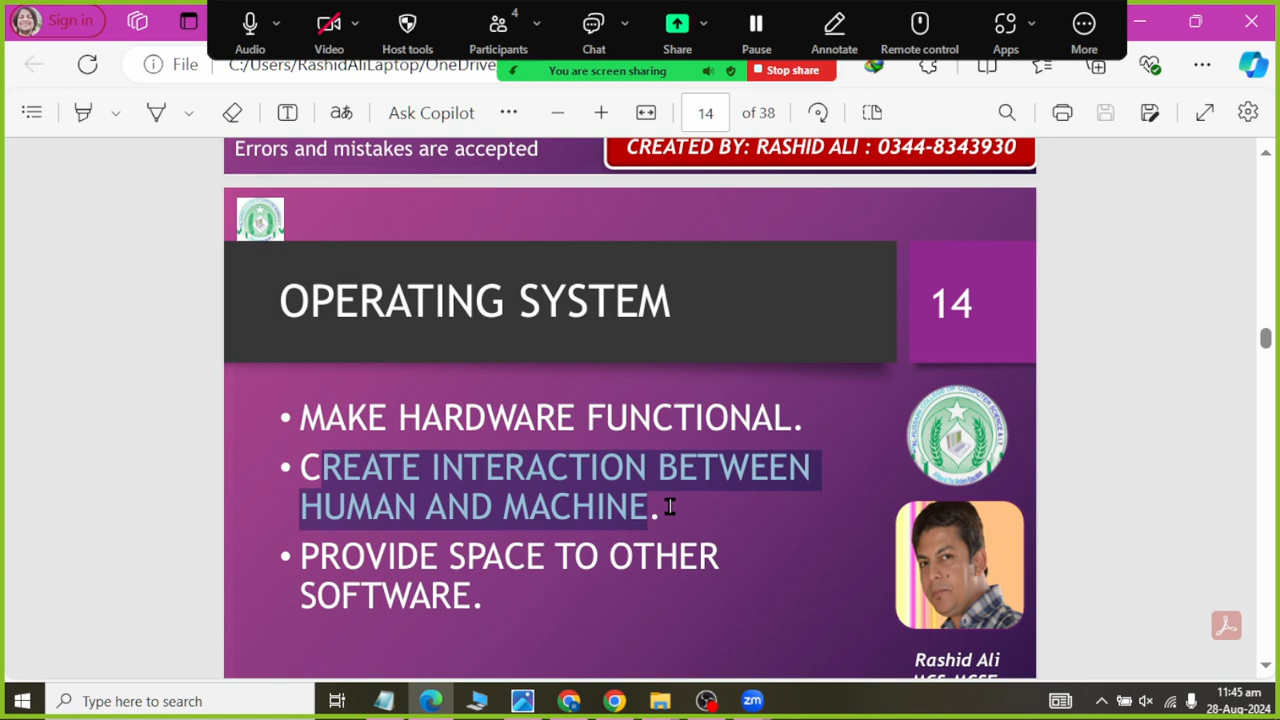 Sign in
Audio
Video
Host tools
4
Participants
Chat
Share
Pause
Annotate
Remote control
Apps
More
File
C:/Users/RashidAliLaptop/OneDrive
You are screen sharing
Stop share
Ask Copilot
14 of 38
Errors and mistakes are accepted
CREATED BY: RASHID ALI : 0344-8343930
OPERATING SYSTEM
14
• MAKE HARDWARE FUNCTIONAL.
• CREATE INTERACTION BETWEEN
HUMAN AND MACHINE.
• PROVIDE SPACE TO OTHER
SOFTWARE.
Rashid Ali
Type here to search
zm
11:45 am
28-Aug-2024